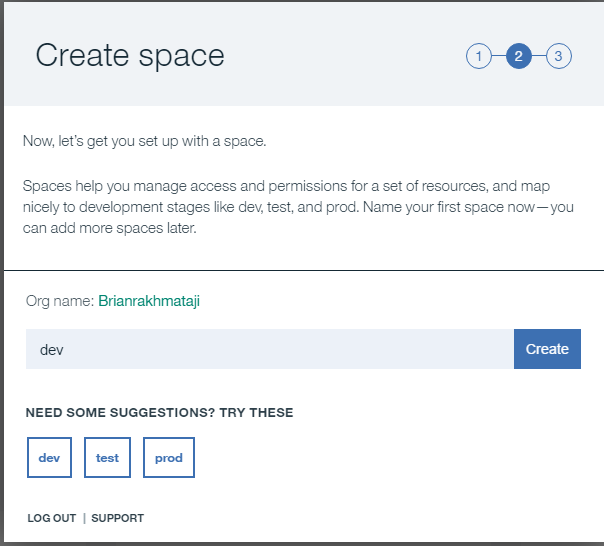 Create space
1 2 3
Now, let's get you set up with a space.
Spaces help you manage access and permissions for a set of resources, and map
nicely to development stages like dev, test, and prod. Name your first space now—you
can add more spaces later.
Org name: Brianrakhmataji
dev Create
NEED SOME SUGGESTIONS? TRY THESE
dev test prod
LOG OUT | SUPPORT